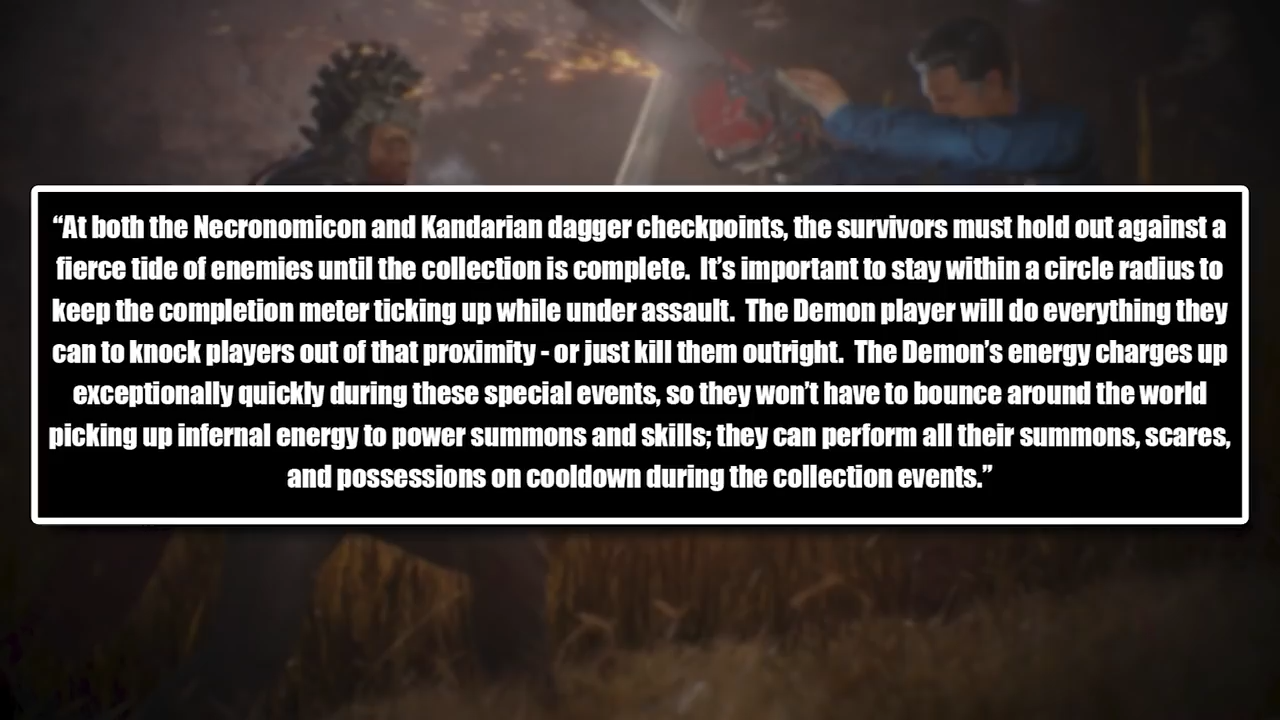 “At both the Necronomicon and Kandarian dagger checkpoints, the survivors must hold out against a
fierce tide of enemies until the collection is complete.  It’s important to stay within a circle radius to
keep the completion meter ticking up while under assault.  The Demon player will do everything they
can to knock players out of that proximity - or just kill them outright.  The Demon’s energy charges up
exceptionally quickly during these special events, so they won’t have to bounce around the world
picking up infernal energy to power summons and skills; they can perform all their summons, scares,
and possessions on cooldown during the collection events.”